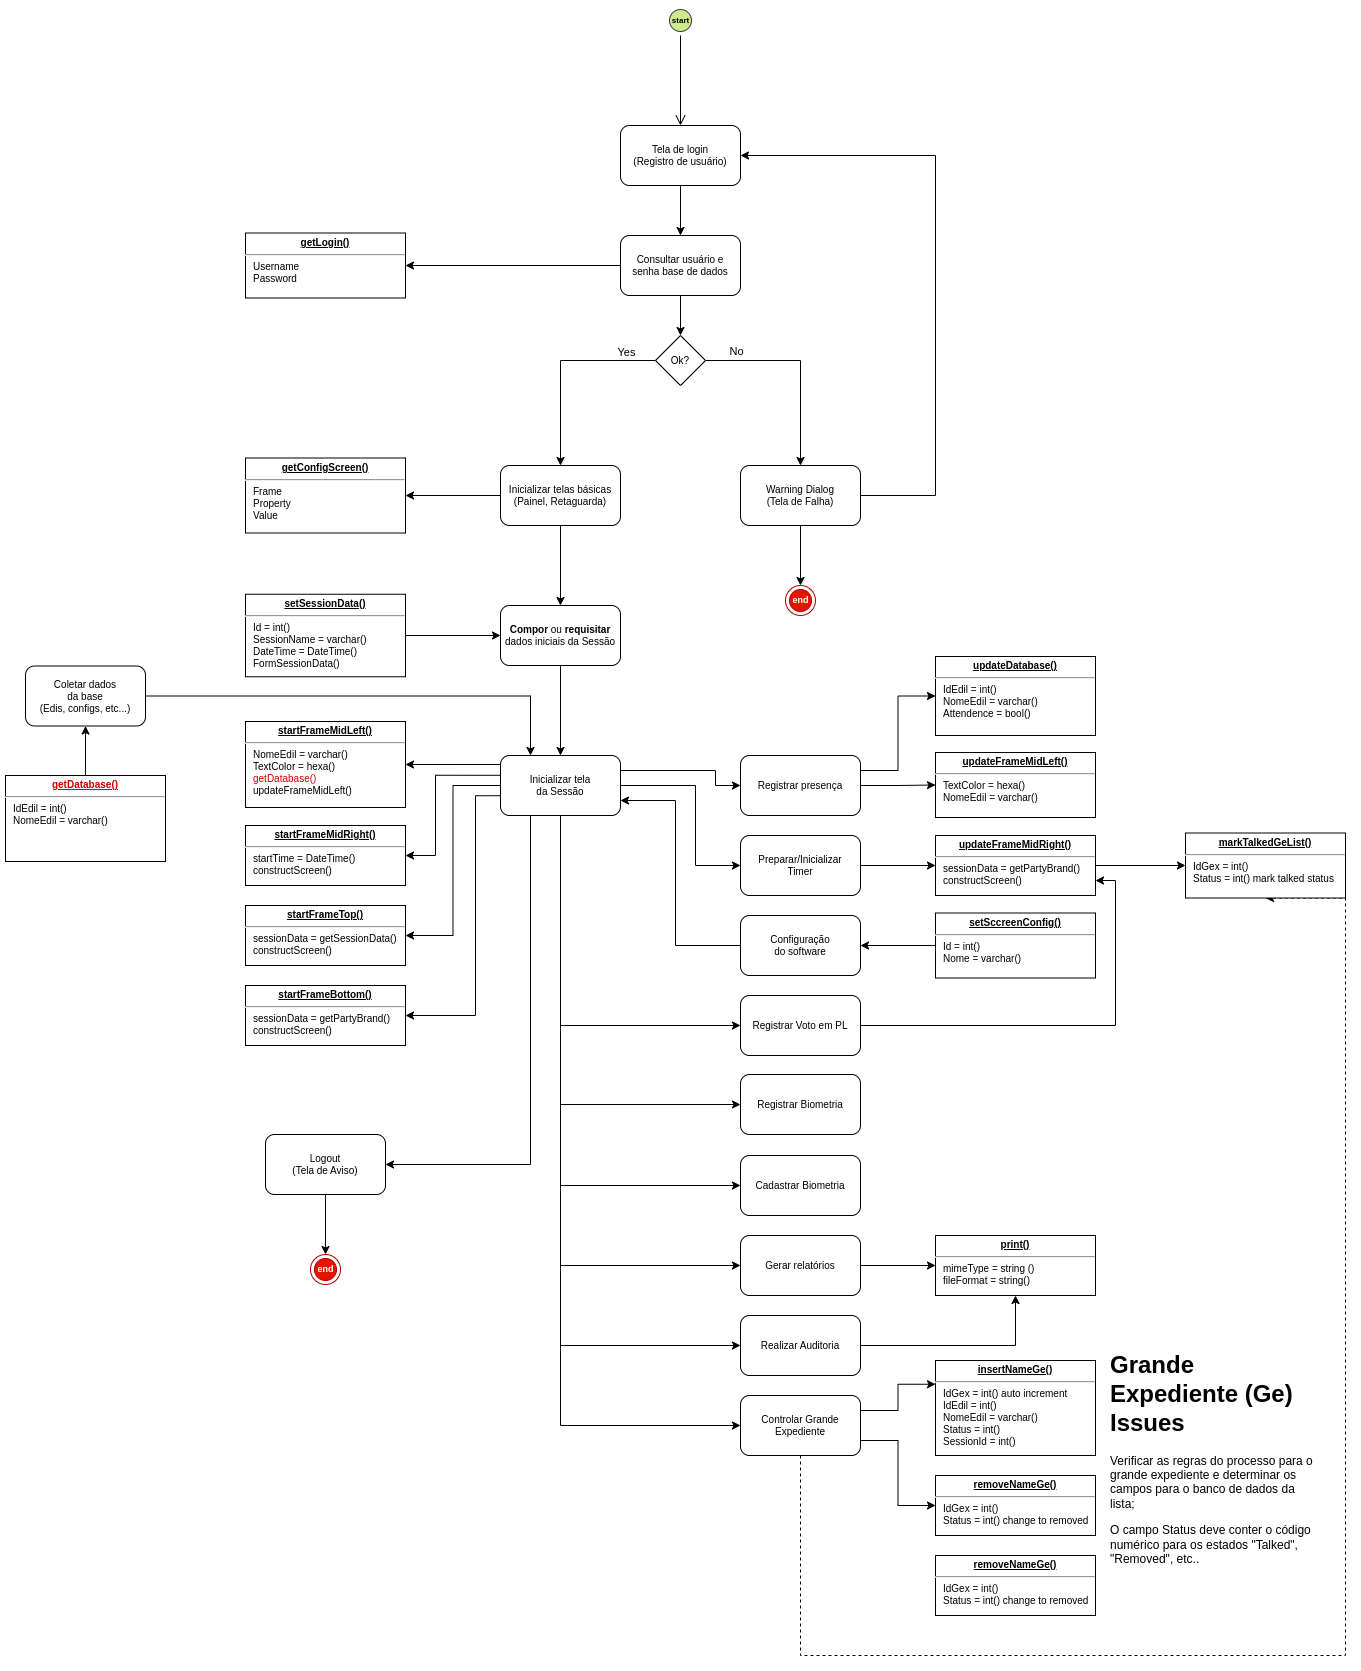 start
Tela de login
(Registro de usuário)
getLogin()
Username
Password
Consultar usuário e
senha base de dados
Ok?
Yes
No
getConfigScreen()
Frame
Property
Value
Inicializar telas básicas
(Painel, Retaguarda)
Warning Dialog
(Tela de Falha)
end
setSessionData()
Id = int()
SessionName = varchar()
DateTime = DateTime()
FormSessionData()
Compor ou requisitar
dados iniciais da Sessão
Coletar dados
da base
(Edis, configs, etc...)
getDatabase()
IdEdil = int()
NomeEdil = varchar()
startFrameMidLeft()
NomeEdil = varchar()
TextColor = hexa()
getDatabase()
updateFrameMidLeft()
startFrameMidRight()
startTime = DateTime()
constructScreen()
startFrameTop()
sessionData = getSessionData()
constructScreen()
startFrameBottom()
sessionData = getPartyBrand()
constructScreen()
Inicializar tela
da Sessão
Logout
(Tela de Aviso)
end
Registrar presença
updateDatabase()
IdEdil = int()
NomeEdil = varchar()
Attendence = bool()
updateFrameMidLeft()
TextColor = hexa()
NomeEdil = varchar()
Preparar/Inicializar
Timer
updateFrameMidRight()
sessionData = getPartyBrand()
constructScreen()
markTalkedGeList()
IdGex = int()
Status = int() mark talked status
Configuração
do software
setSccreenConfig()
Id = int()
Nome = varchar()
Registrar Voto em PL
Registrar Biometria
Cadastrar Biometria
Gerar relatórios
print()
mimeType = string ()
fileFormat = string()
Realizar Auditoria
Controlar Grande
Expediente
insertNameGe()
IdGex = int() auto increment
IdEdil = int()
NomeEdil = varchar()
Status = int()
SessionId = int()
removeNameGe()
IdGex = int()
Status = int() change to removed
removeNameGe()
IdGex = int()
Status = int() change to removed
Grande
Expediente (Ge)
Issues
Verificar as regras do processo para o
grande expediente e determinar os
campos para o banco de dados da
lista;
O campo Status deve conter o código
numérico para os estados "Talked",
"Removed", etc..